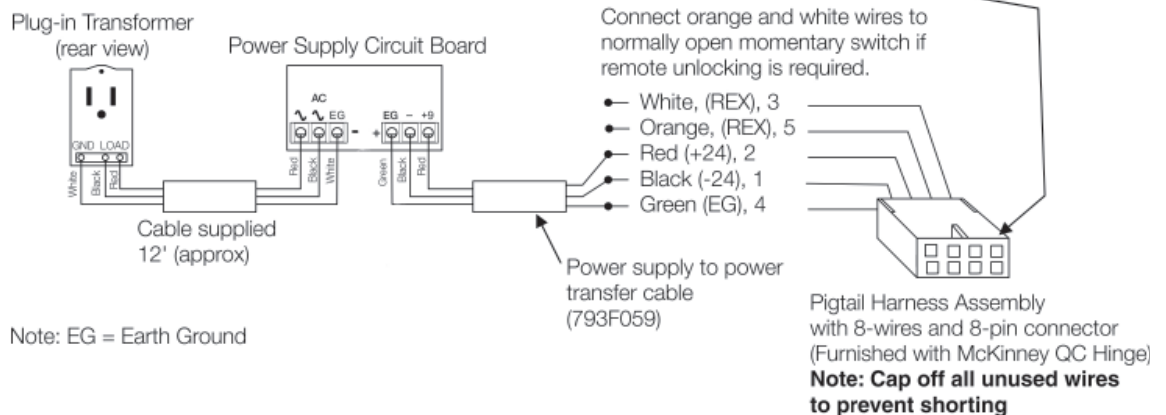 Plug-in Transformer
(rear view)
Power Supply Circuit Board
Connect orange and white wires to
normally open momentary switch if
remote unlocking is required.
AC
EG
-
+
EG - +9
GND LOAD
White
Black
Red
Red
Black
White
Green
Black
Red
White, (REX), 3
Orange, (REX), 5
Red (+24), 2
Black (-24), 1
Green (EG), 4
Cable supplied
12' (approx)
Power supply to power
transfer cable
(793F059)
Note: EG = Earth Ground
Pigtail Harness Assembly
with 8-wires and 8-pin connector
(Furnished with McKinney QC Hinge)
Note: Cap off all unused wires
to prevent shorting